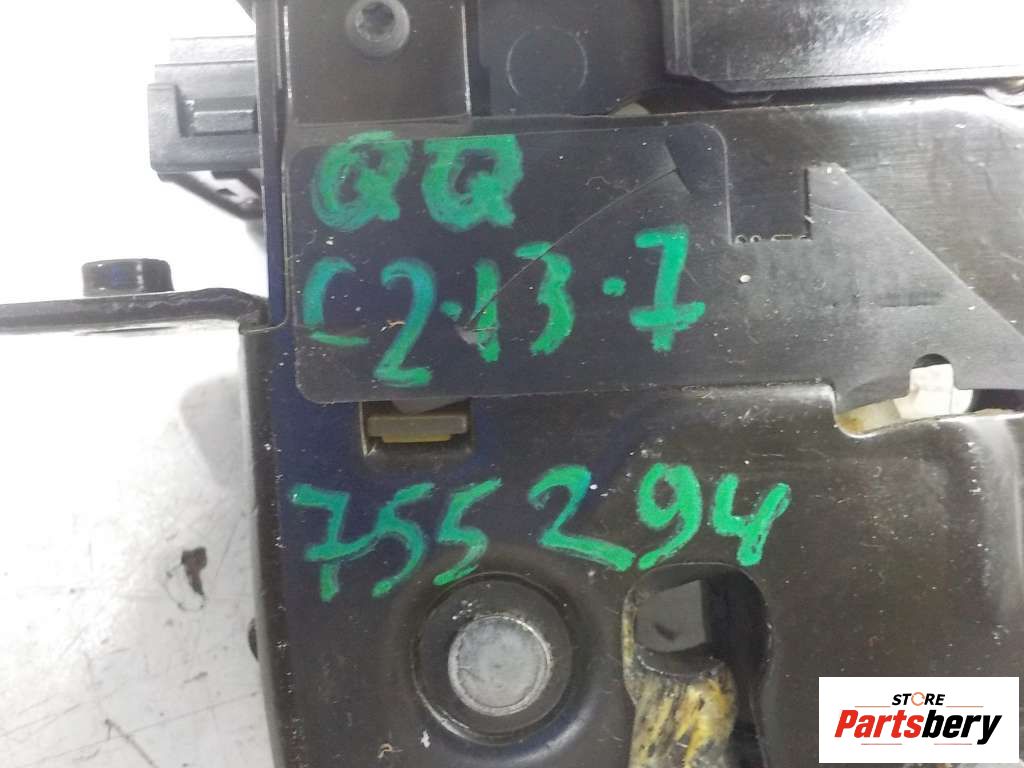 QQ
C2.13.7
755294
STORE
Partsbery